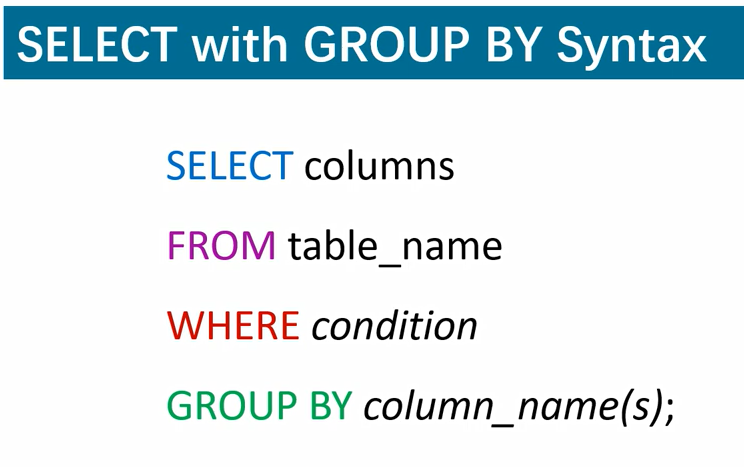 SELECT with GROUP BY Syntax
SELECT columns
FROM table_name
WHERE condition
GROUP BY column_name(s);